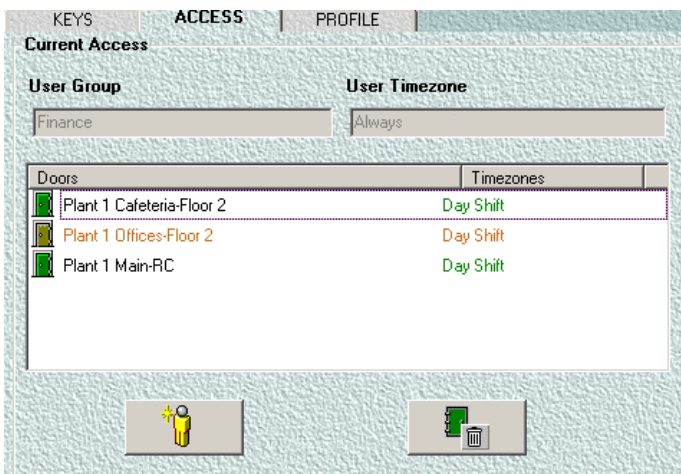 KEYS ACCESS PROFILE
Current Access
User Group User Timezone
Finance Always
Doors Timezones
Plant 1 Cafeteria-Floor 2 Day Shift
Plant 1 Offices-Floor 2 Day Shift
Plant 1 Main-RC Day Shift